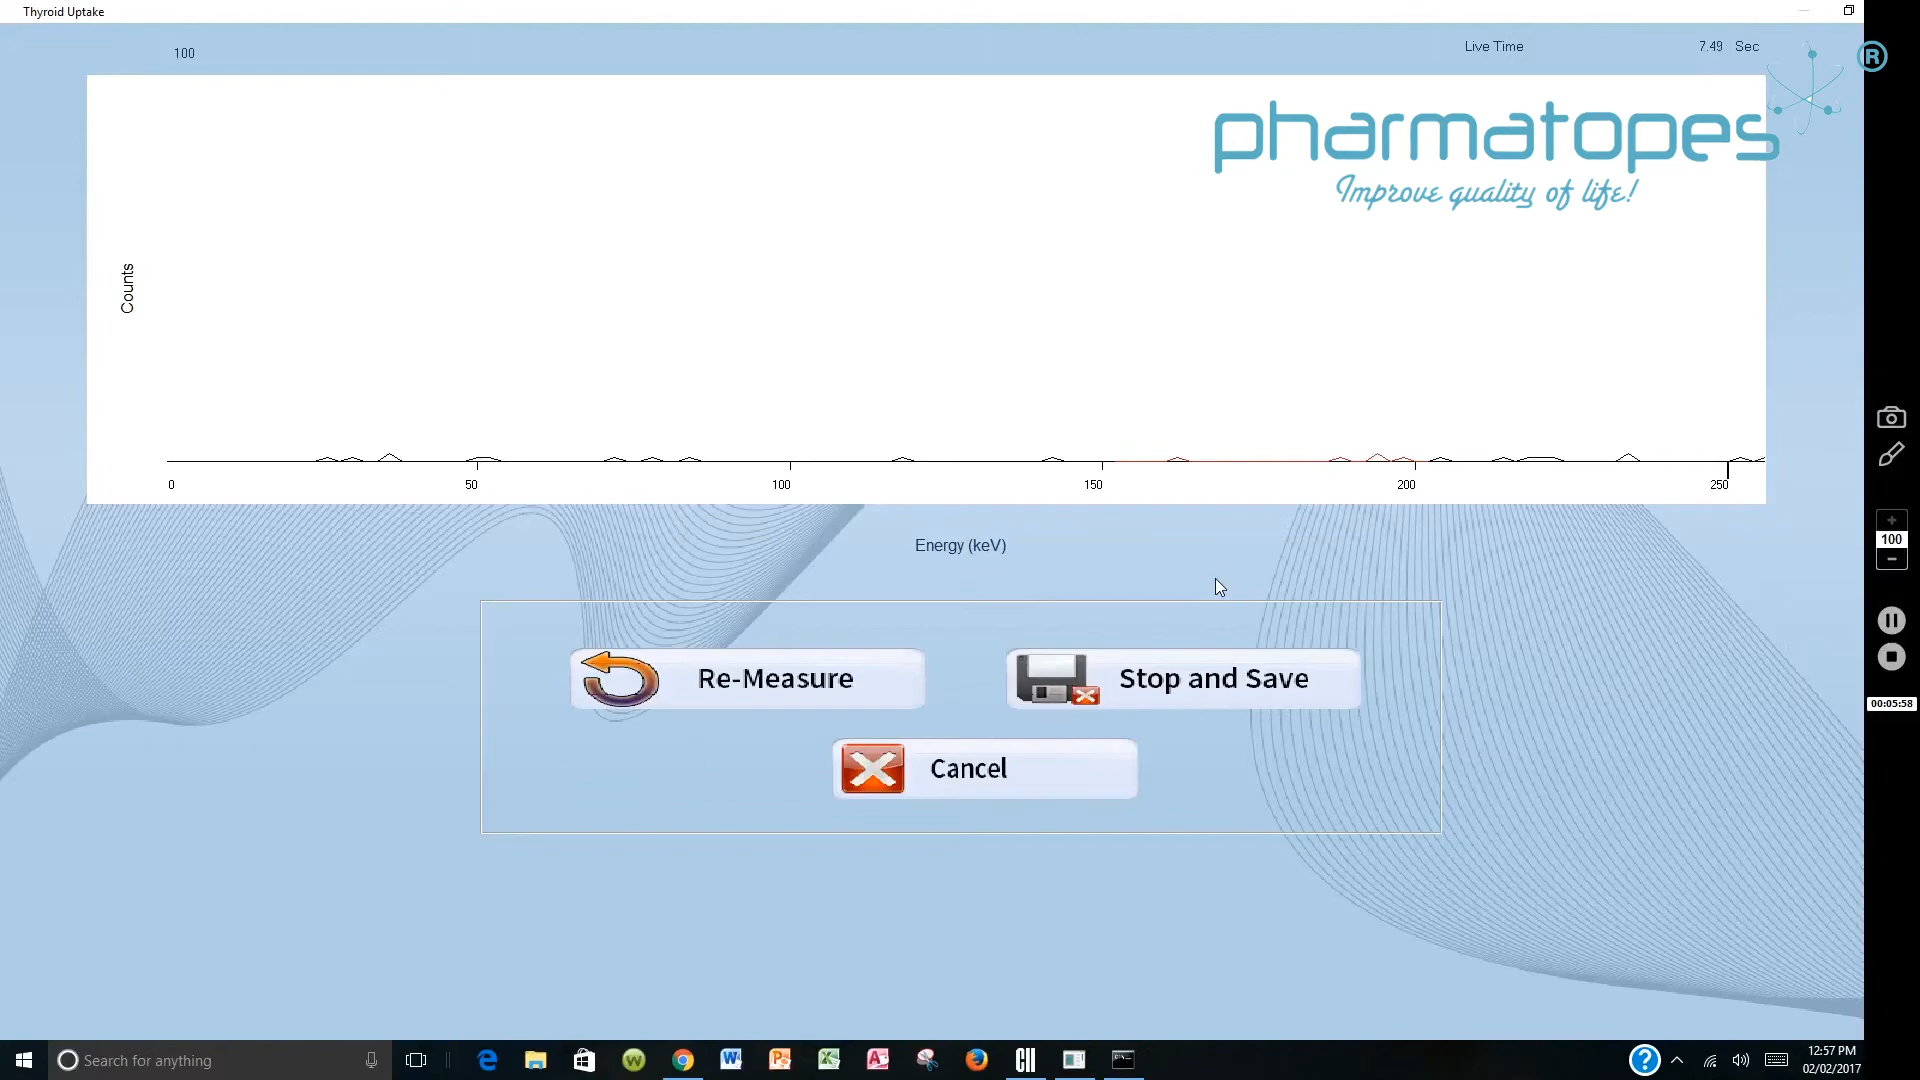 Thyroid Uptake
100
Live Time 7.49 Sec
®
pharmatopes
Improve quality of life!
Counts
0 50 100 150 200 250
Energy (keV)
100
Re-Measure
Stop and Save
00:05:58
Cancel
Search for anything
12:57 PM
02/02/2017